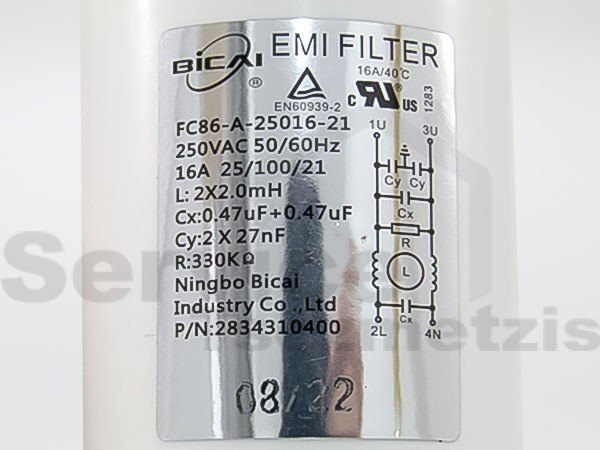 BICAI ® EMI FILTER
16A/40℃
EN60939-2
c RU US
1283
FC86-A-25016-21
250VAC 50/60Hz
16A 25/100/21
L: 2X2.0mH
Cx:0.47uF+0.47uF
Cy:2 X 27nF
R:330KΩ
Ningbo Bicai
Industry Co .,Ltd
P/N:2834310400
1U 3U
Cy Cy
Cx
R
L
Cx
2L 4N
08/22